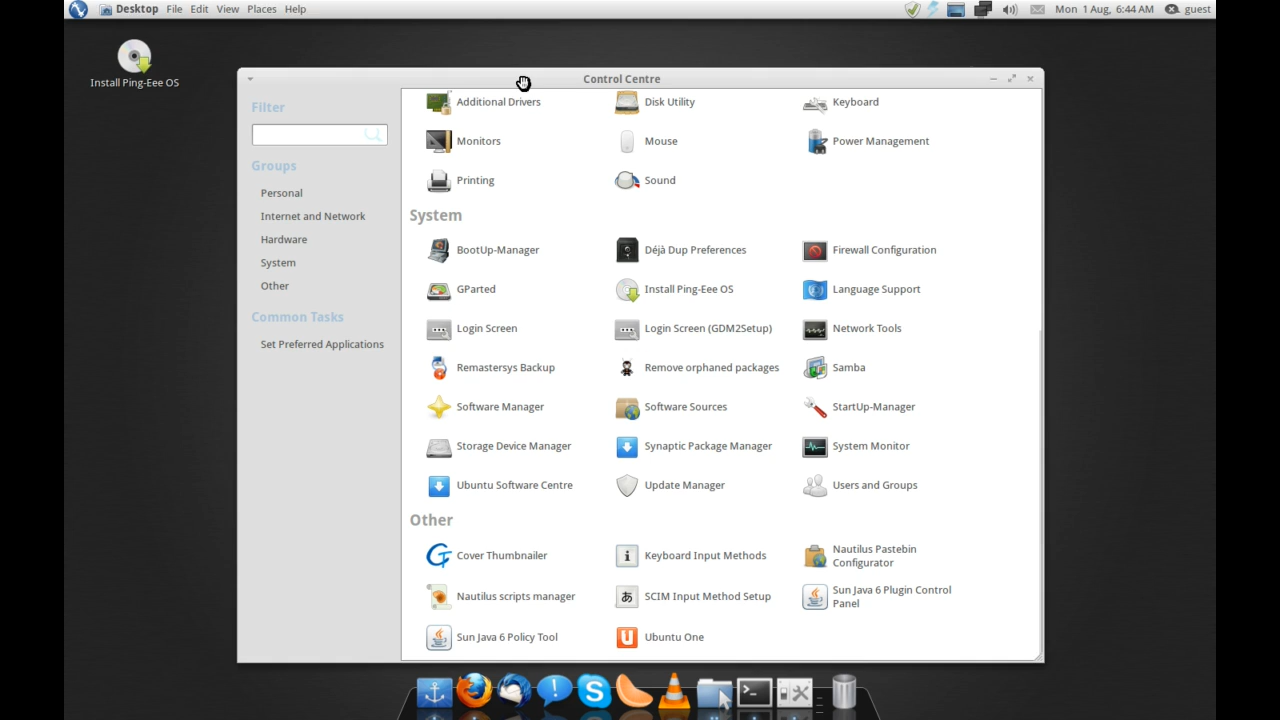 Desktop File Edit View Places Help
Mon 1 Aug, 6:44 AM guest
Install Ping-Eee OS
Control Centre
Filter
Groups
Personal
Internet and Network
Hardware
System
Other
Common Tasks
Set Preferred Applications
Additional Drivers Disk Utility Keyboard
Monitors Mouse Power Management
Printing Sound
System
BootUp-Manager Déjà Dup Preferences Firewall Configuration
GParted Install Ping-Eee OS Language Support
Login Screen Login Screen (GDM2Setup) Network Tools
Remastersys Backup Remove orphaned packages Samba
Software Manager Software Sources StartUp-Manager
Storage Device Manager Synaptic Package Manager System Monitor
Ubuntu Software Centre Update Manager Users and Groups
Other
Cover Thumbnailer Keyboard Input Methods Nautilus Pastebin
Configurator
Nautilus scripts manager SCIM Input Method Setup Sun Java 6 Plugin Control
Panel
Sun Java 6 Policy Tool Ubuntu One